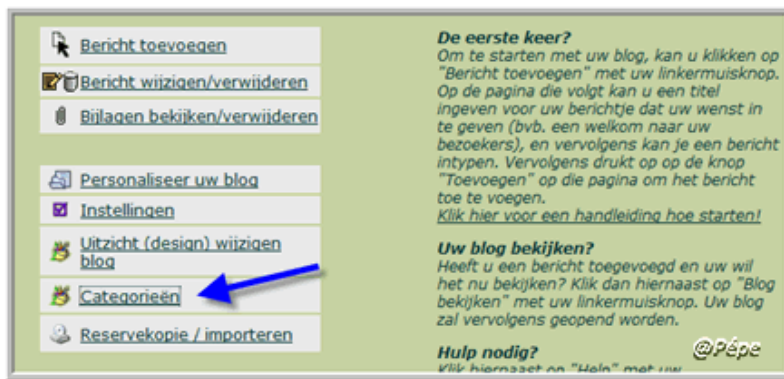 Bericht toevoegen
Bericht wijzigen/verwijderen
Bijlagen bekijken/verwijderen
Personaliseer uw blog
Instellingen
Uitzicht (design) wijzigen
blog
Categorieën
Reservekopie / importeren
De eerste keer?
Om te starten met uw blog, kan u klikken op
"Bericht toevoegen" met uw linkermuisknop.
Op de pagina die volgt kan u een titel
ingeven voor uw berichtje dat uw wenst in
te geven (bvb. een welkom naar uw
bezoekers), en vervolgens kan je een bericht
intypen. Vervolgens drukt op op de knop
"Toevoegen" op die pagina om het bericht
toe te voegen.
Klik hier voor een handleiding hoe starten!
Uw blog bekijken?
Heeft u een bericht toegevoegd en uw wil
het nu bekijken? Klik dan hiernaast op "Blog
bekijken" met uw linkermuisknop. Uw blog
zal vervolgens geopend worden.
Hulp nodig?
Klik hiernaast op "Help" met uw
@Pépe